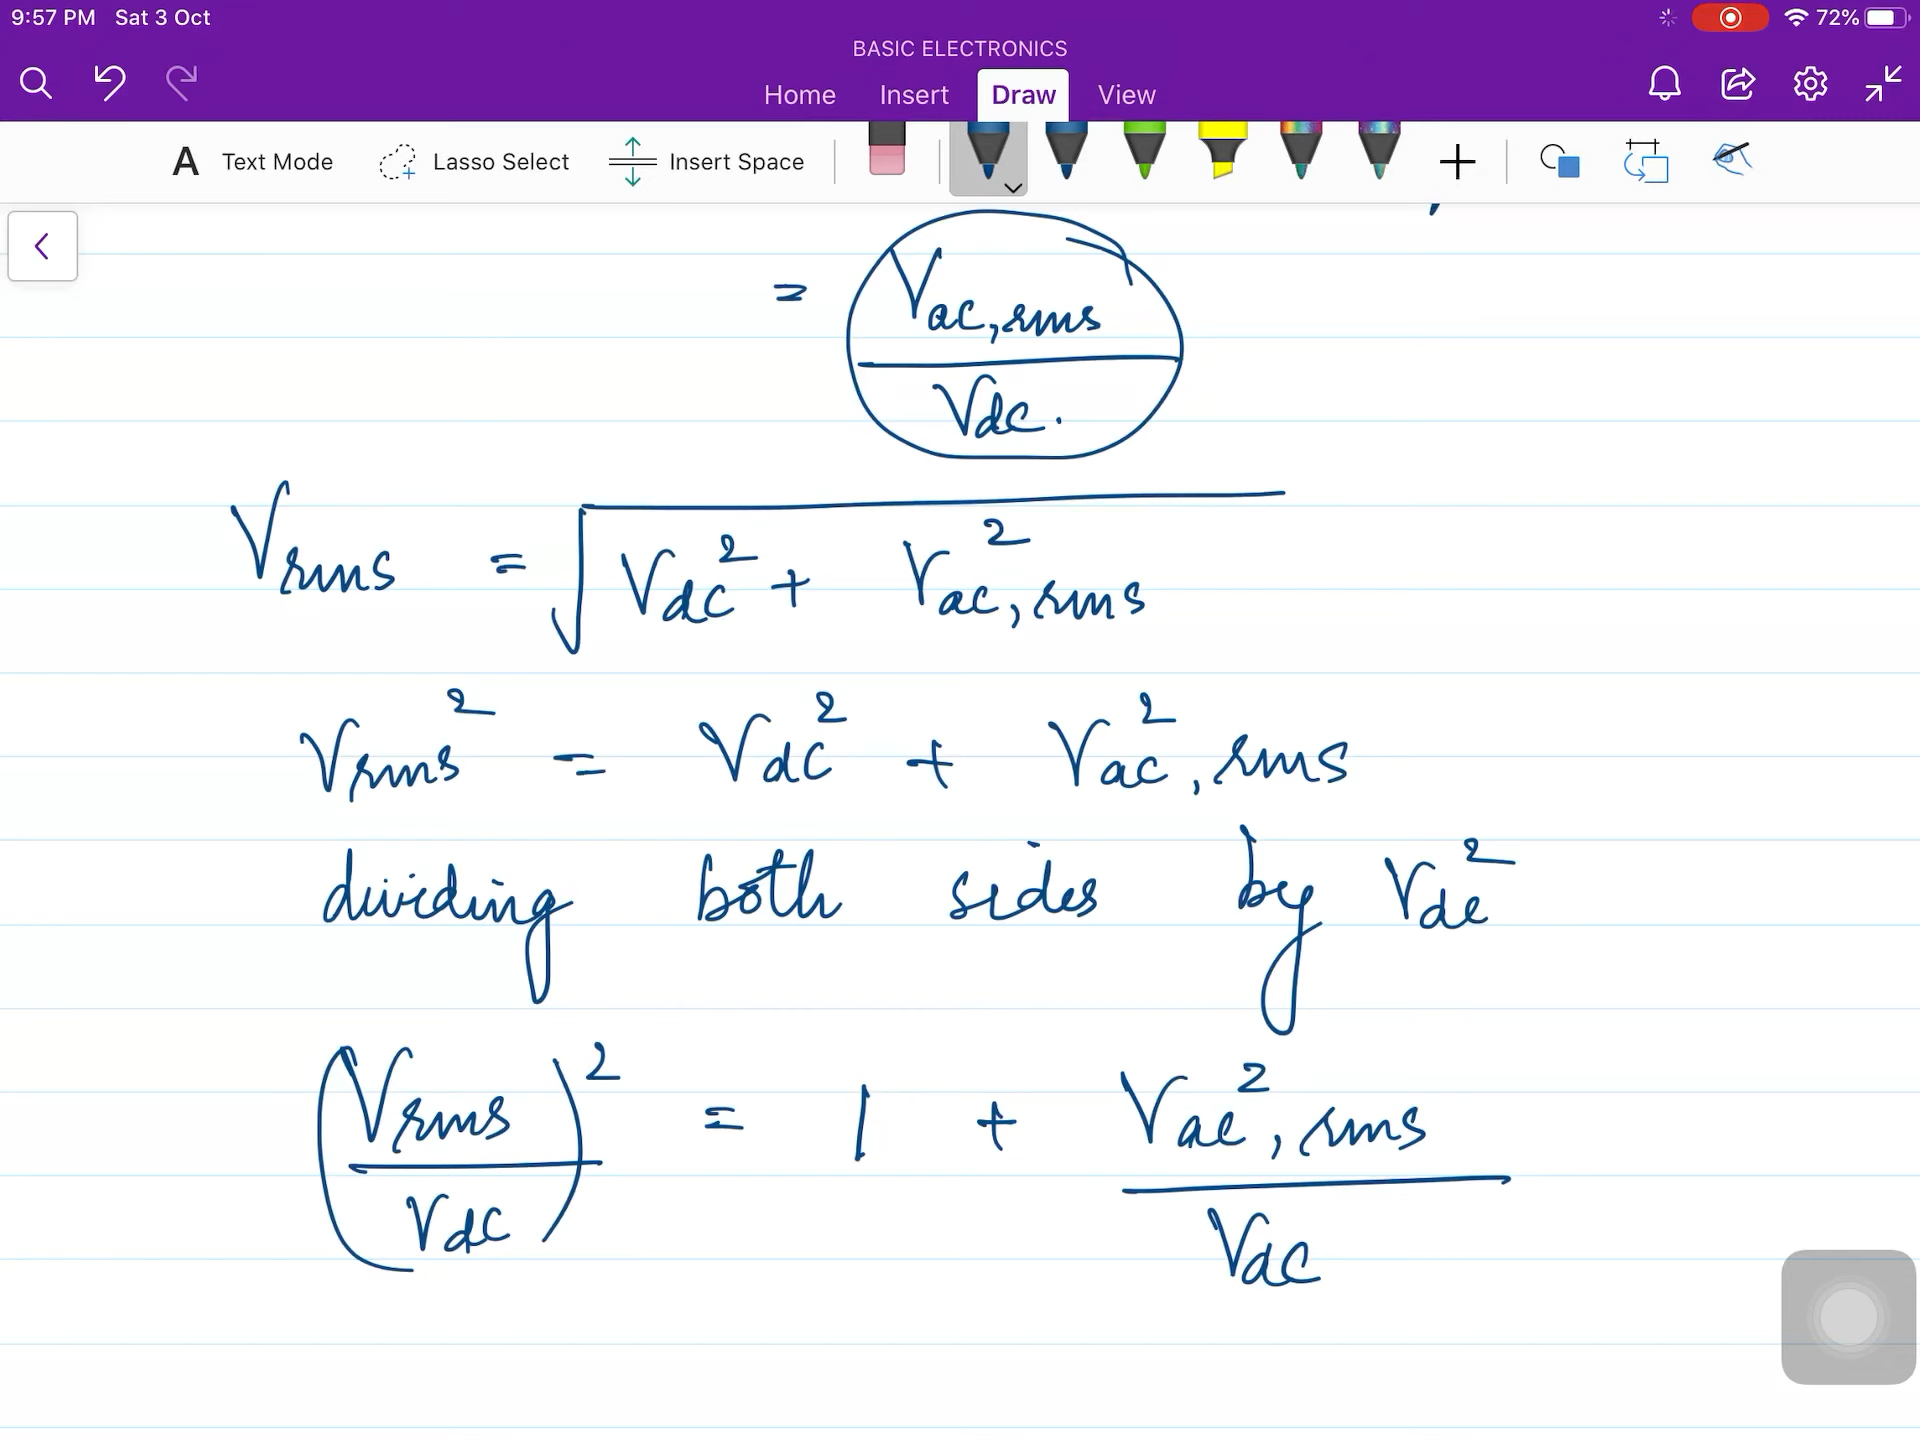 9:57 PM Sat 3 Oct 72%
BASIC ELECTRONICS
Home Insert Draw View
A Text Mode Lasso Select Insert Space
= Vac,rms
Vdc.
Vrms = √Vdc² + Vac,rms²
Vrms² = Vdc² + Vac²,rms
dividing both sides by Vdc²
(Vrms / Vdc)² = 1 + Vac²,rms
Vdc